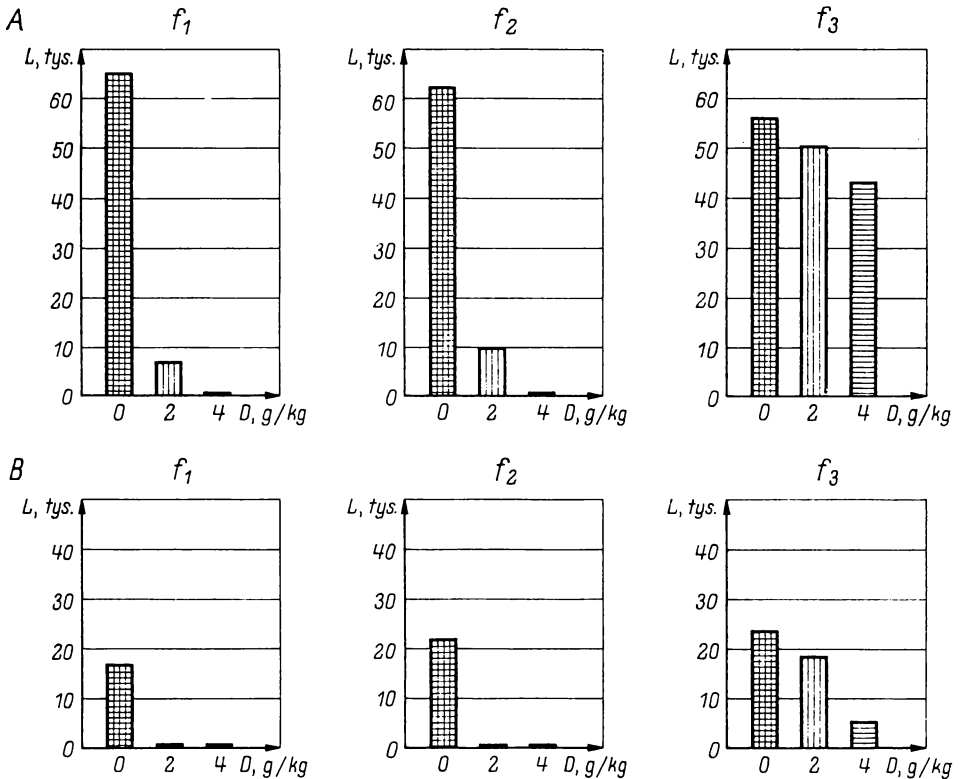 A f₁ f₂ f₃
L, tys. L, tys. L, tys.
60 60 60
50 50 50
40 40 40
30 30 30
20 20 20
10 10 10
0 0 0
0 2 4 D, g/kg 0 2 4 D, g/kg 0 2 4 D, g/kg
B f₁ f₂ f₃
L, tys. L, tys. L, tys.
40 40 40
30 30 30
20 20 20
10 10 10
0 0 0
0 2 4 D, g/kg 0 2 4 D, g/kg 0 2 4 D, g/kg